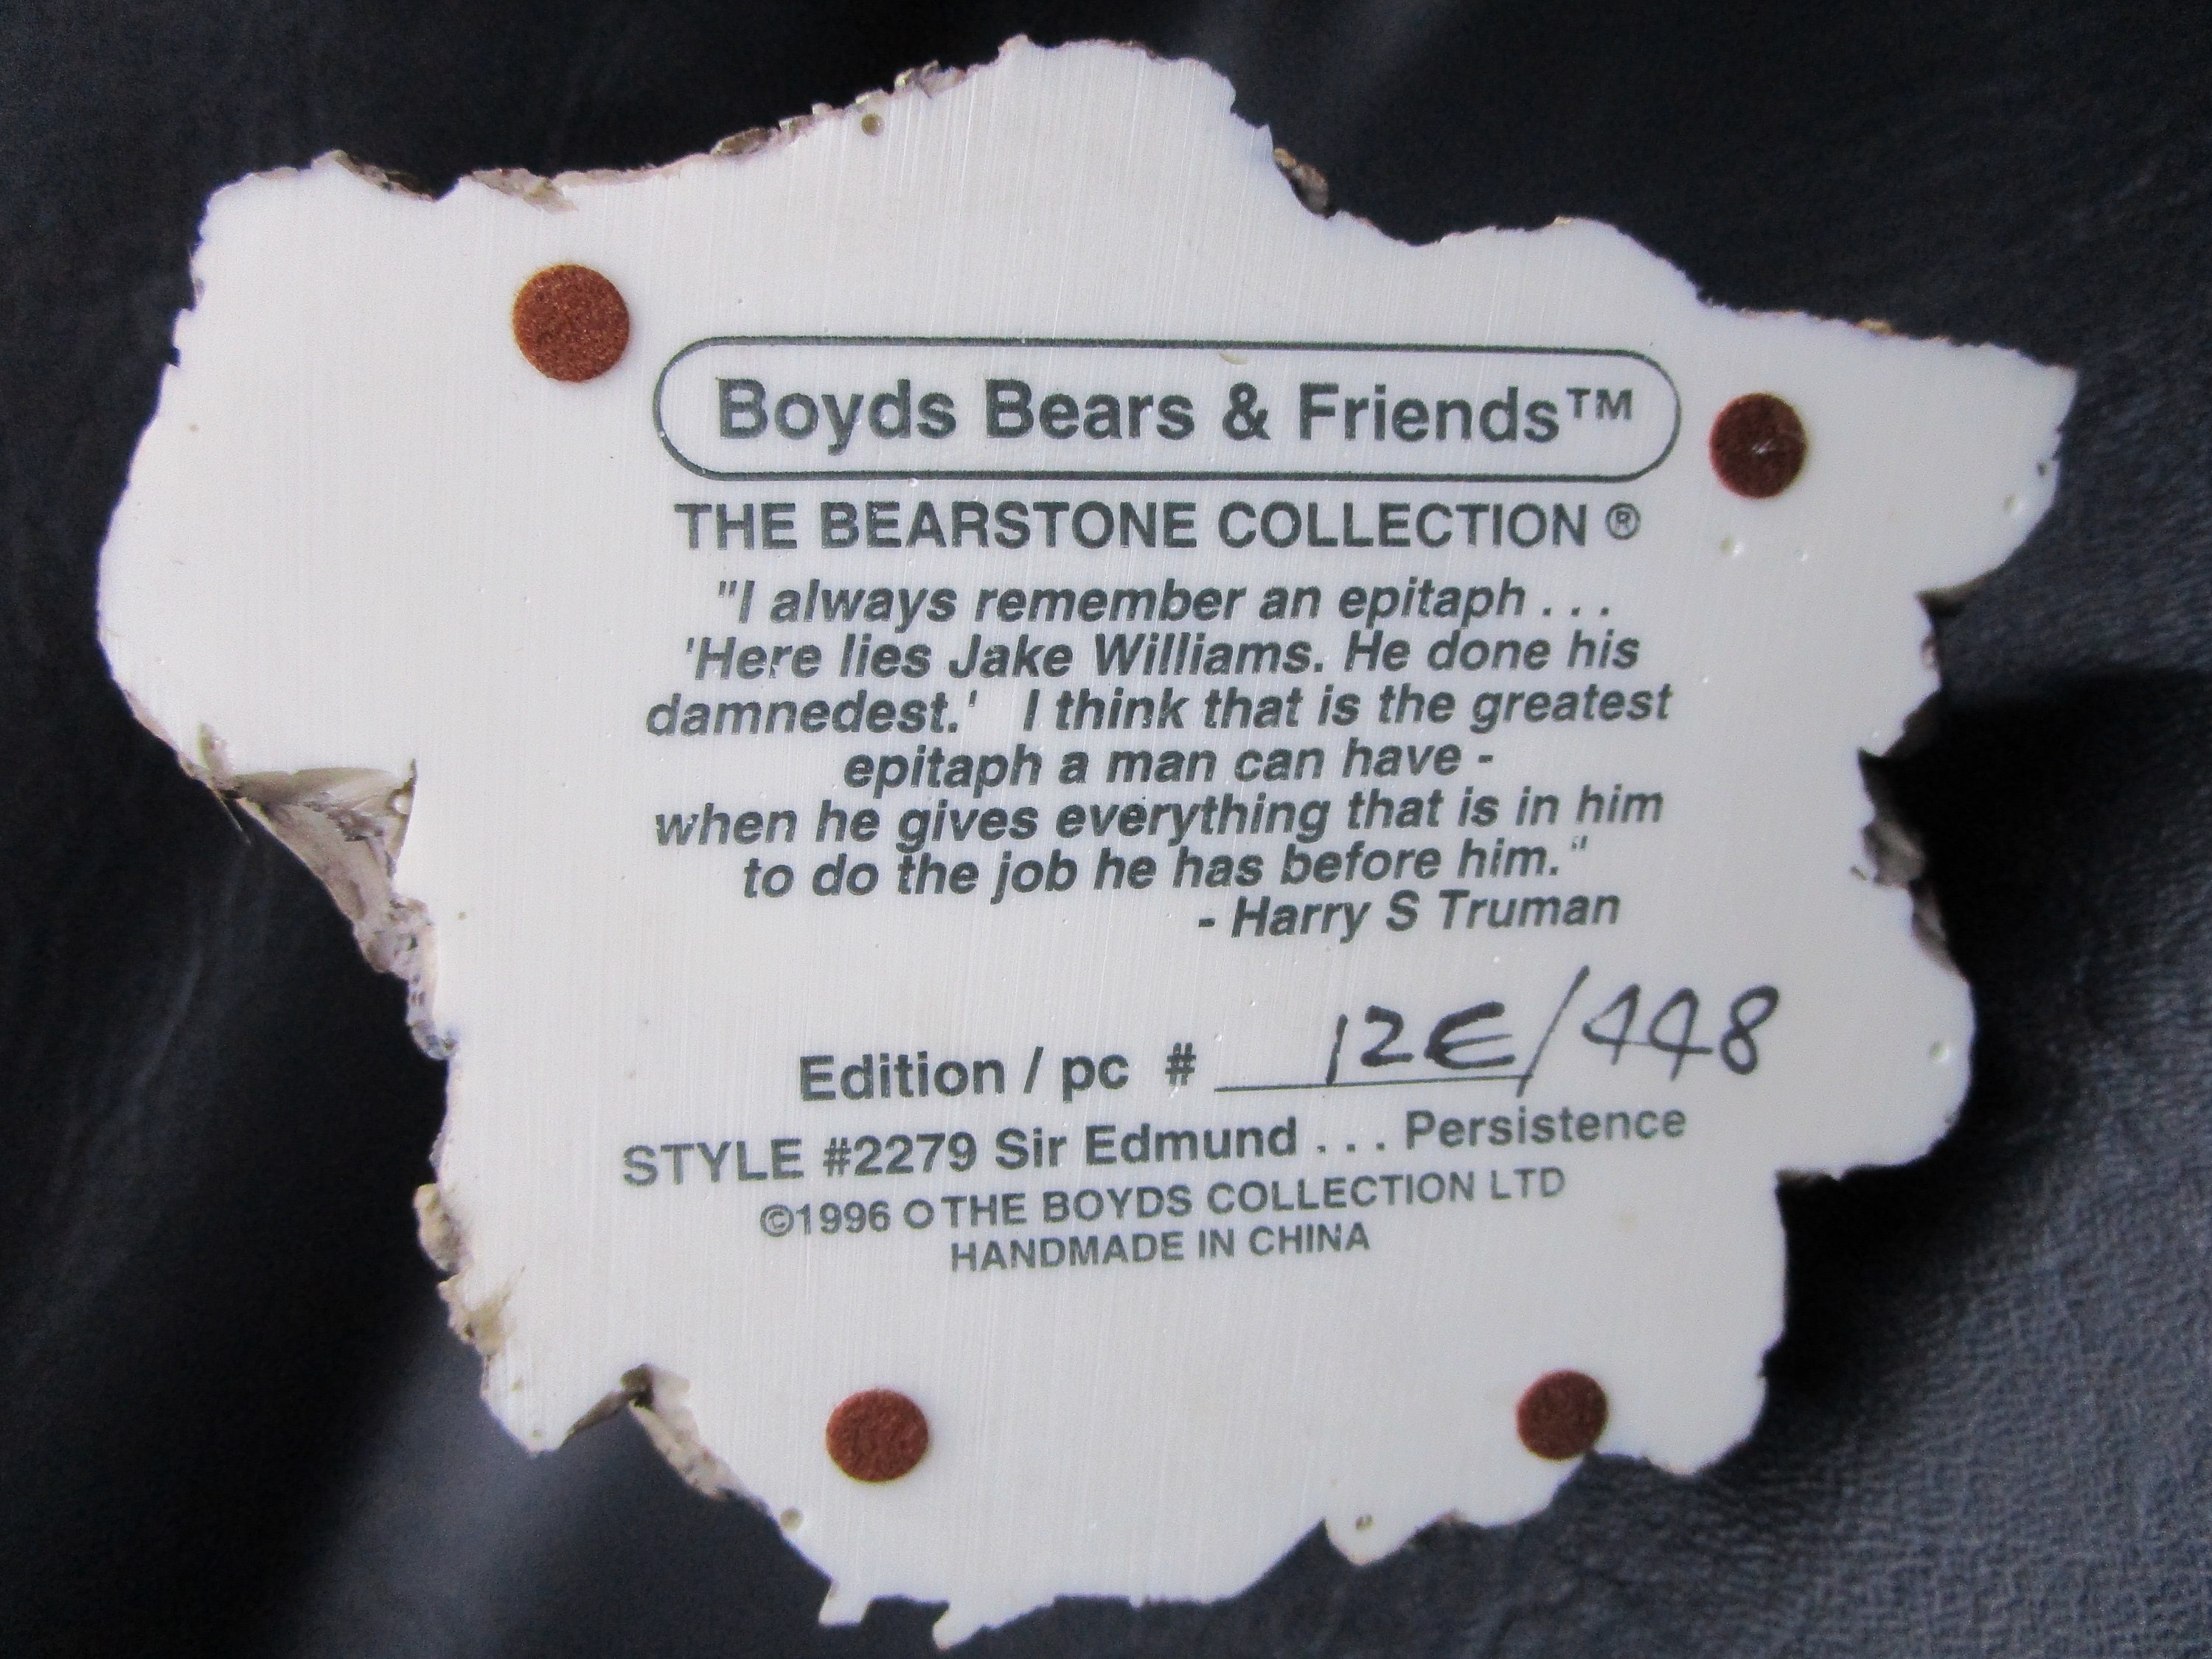 Boyds Bears & Friends™
THE BEARSTONE COLLECTION ®
"I always remember an epitaph . . .
'Here lies Jake Williams. He done his
damnedest.' I think that is the greatest
epitaph a man can have -
when he gives everything that is in him
to do the job he has before him."
- Harry S Truman
Edition / pc # 12E/448
STYLE #2279 Sir Edmund . . . Persistence
©1996 O THE BOYDS COLLECTION LTD
HANDMADE IN CHINA